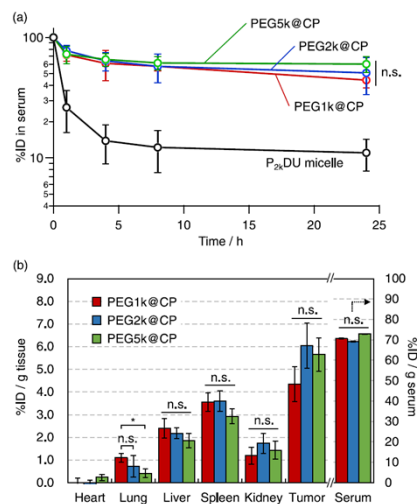 (a)
100
10
%ID in serum
PEG5k@CP
PEG2k@CP
n.s.
PEG1k@CP
P2kDU micelle
0 5 10 15 20 25
Time / h
(b)
9.0 100
8.0 90
7.0 80
6.0 70
5.0 60
4.0 50
3.0 40
2.0 30
1.0 20
0.0 10
0
%ID / g tissue
%ID / g serum
PEG1k@CP
PEG2k@CP
PEG5k@CP
n.s.
*
n.s.
n.s.
n.s.
n.s.
n.s.
Heart Lung Liver Spleen Kidney Tumor Serum